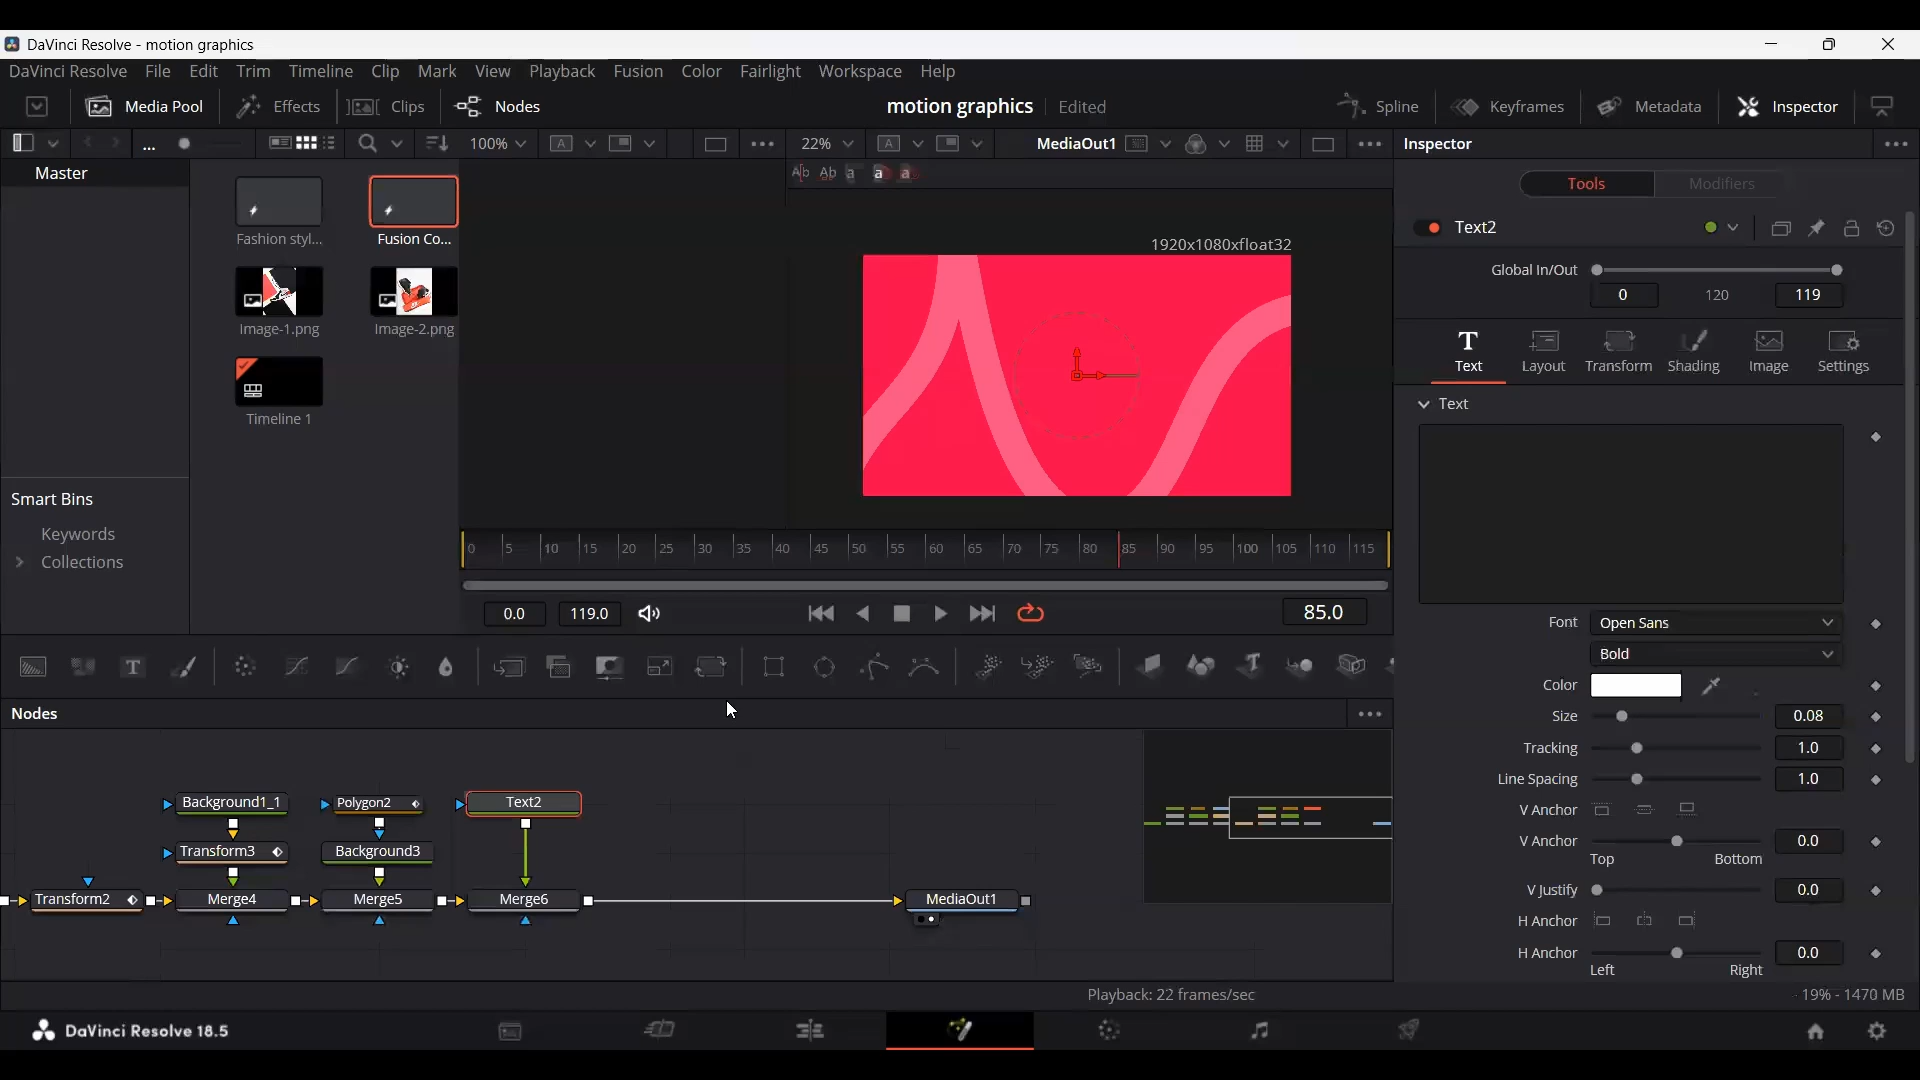 DaVinci Resolve - motion graphics
DaVinci Resolve File Edit Trim Timeline Clip Mark View Playback Fusion Color Fairlight Workspace Help
Media Pool Effects Clips Nodes motion graphics Edited Spline Keyframes Metadata Inspector
... 100% A 22% A MediaOut1 Inspector
Master
Ab Ab a a a
Tools Modifiers
Fashion styl... Fusion Co...
Text2
1920x1080xfloat32
Global In/Out
0 120 119
Image-1.png Image-2.png
Text Layout Transform Shading Image Settings
Text
Timeline 1
Smart Bins
Keywords
Collections
0 5 10 15 20 25 30 35 40 45 50 55 60 65 70 75 80 85 90 95 100 105 110 115
0.0 119.0 85.0
Font Open Sans
Bold
Color
Size 0.08
Tracking 1.0
Line Spacing 1.0
V Anchor
V Anchor 0.0
Top Bottom
V Justify 0.0
H Anchor
H Anchor 0.0
Left Right
Nodes
Background1_1 Polygon2 Text2
Transform3 Background3
Transform2 Merge4 Merge5 Merge6 MediaOut1
Playback: 22 frames/sec 19% - 1470 MB
DaVinci Resolve 18.5